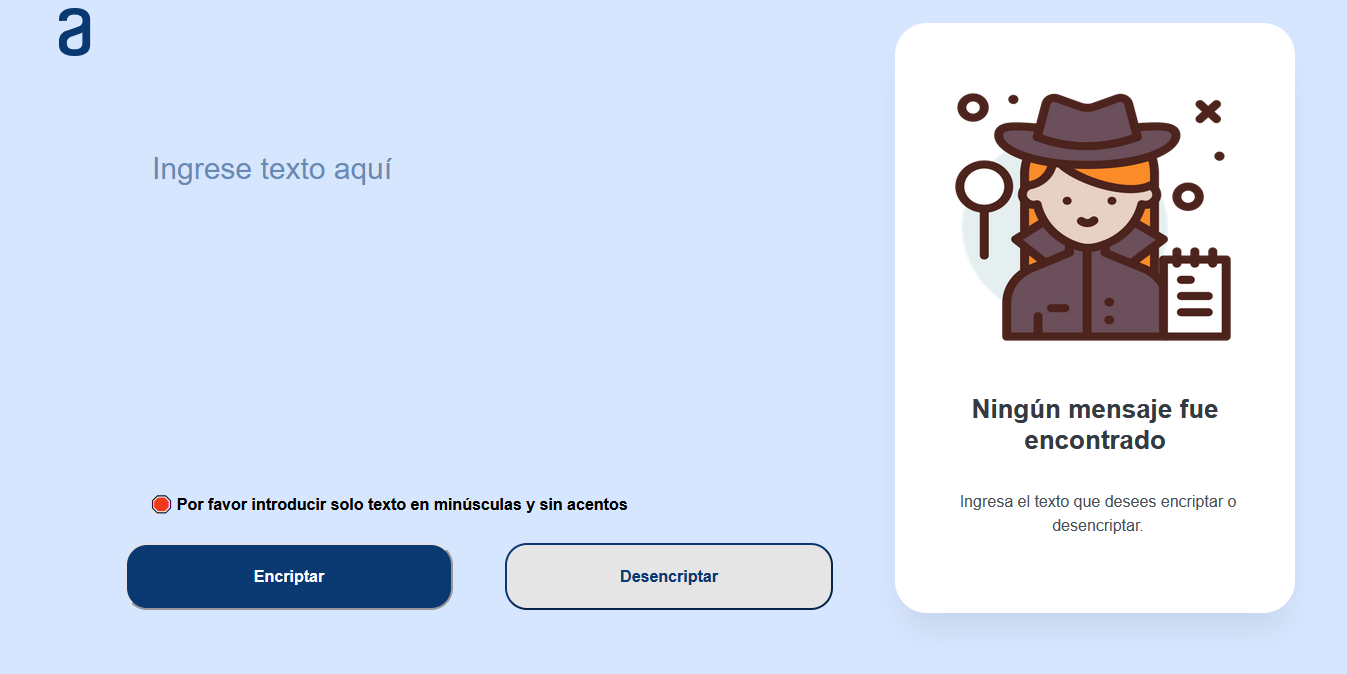 a
Ingrese texto aquí
Por favor introducir solo texto en minúsculas y sin acentos
Encriptar
Desencriptar
Ningún mensaje fue
encontrado
Ingresa el texto que desees encriptar o
desencriptar.